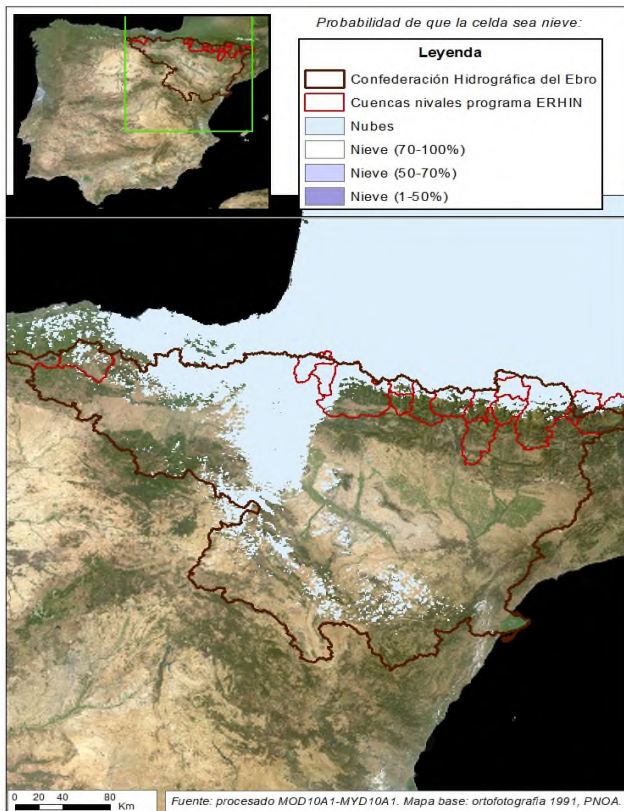 Probabilidad de que la celda sea nieve:
Leyenda
Confederación Hidrográfica del Ebro
Cuencas nivales programa ERHIN
Nubes
Nieve (70-100%)
Nieve (50-70%)
Nieve (1-50%)
0 20 40 80
Km
Fuente: procesado MOD10A1-MYD10A1. Mapa base: orofotografía 1991, PNOA.